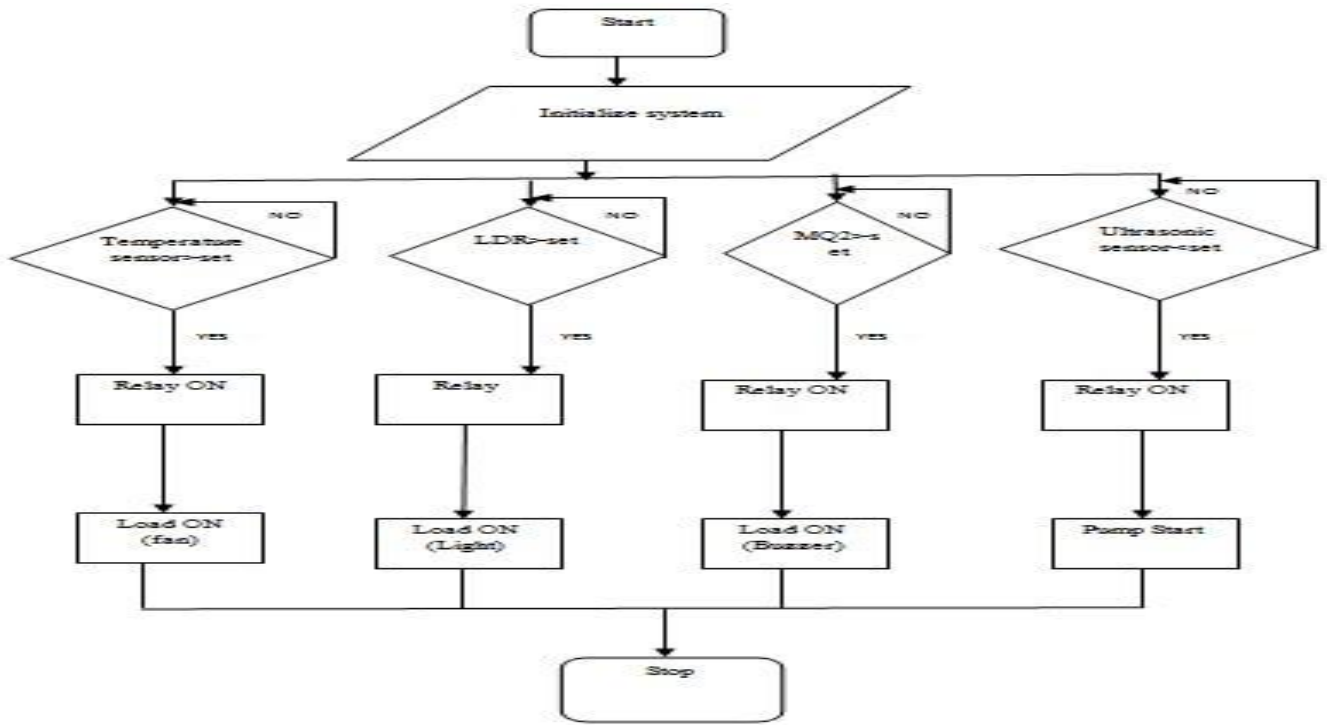 Start
Initialize system
NO
NO
NO
NO
Temperature
sensor>set
LDR>set
MQ2>s
et
Ultrasonic
sensor<set
YES
YES
YES
YES
Relay ON
Relay
Relay ON
Relay ON
Load ON
(fan)
Load ON
(Light)
Load ON
(Buzzer)
Pump Start
Stop